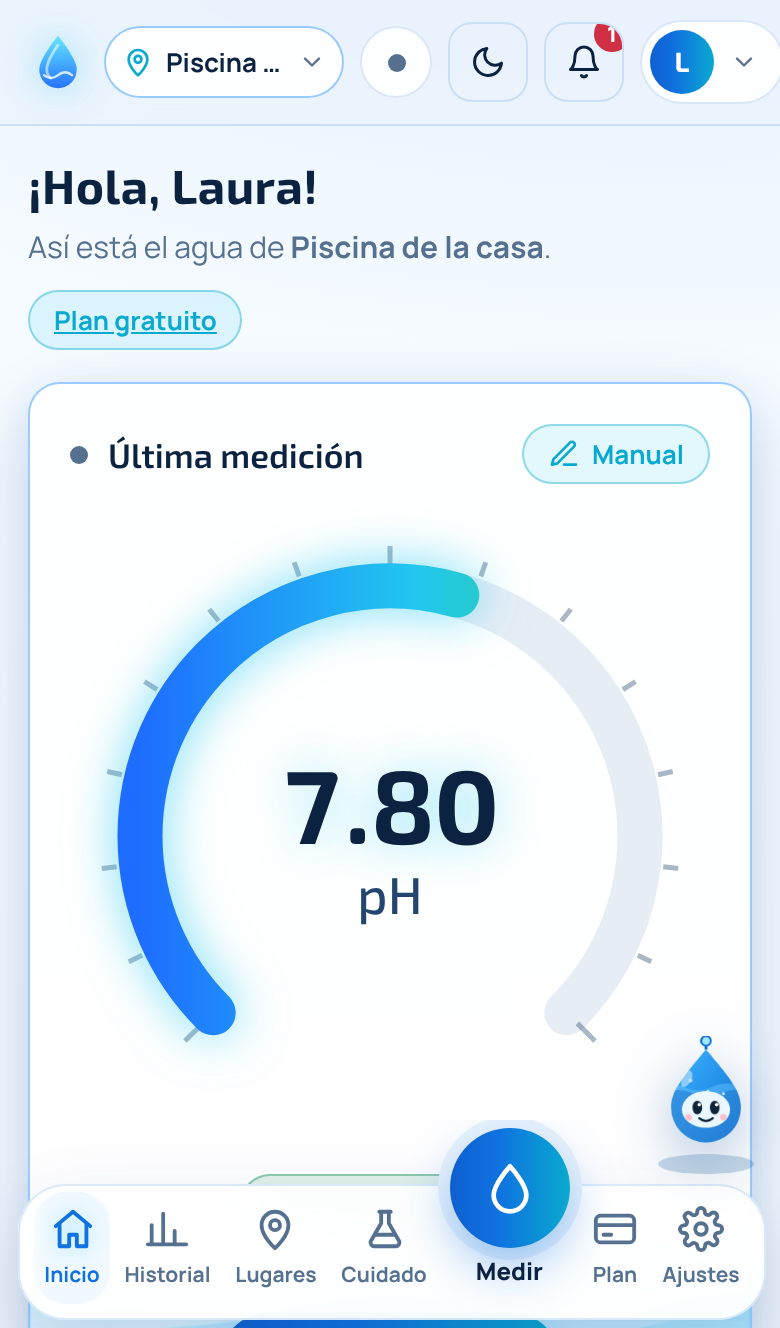 Piscina ...
1
L
¡Hola, Laura!
Así está el agua de Piscina de la casa.
Plan gratuito
Última medición
Manual
7.80
pH
Inicio
Historial
Lugares
Cuidado
Medir
Plan
Ajustes